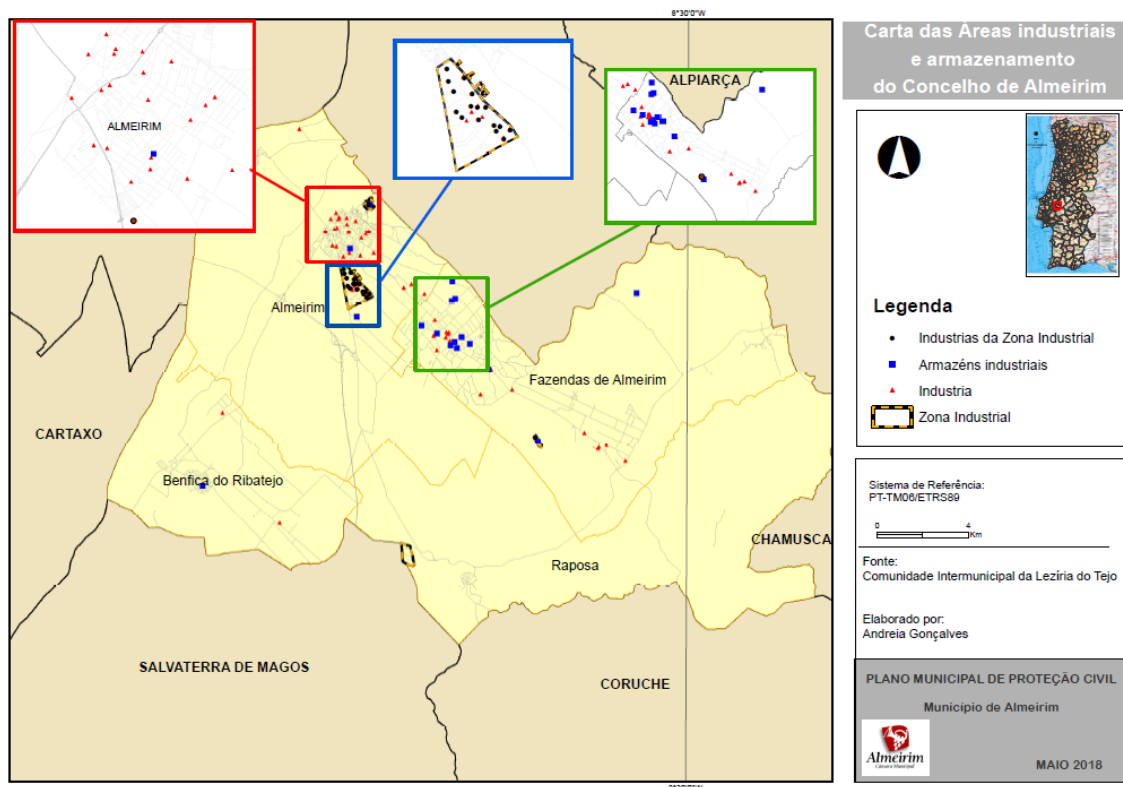 8°30'0"W
ALMEIRIM
ALPIARÇA
Almeirim
Fazendas de Almeirim
CARTAXO
Benfica do Ribatejo
CHAMUSCA
Raposa
SALVATERRA DE MAGOS
CORUCHE
Carta das Áreas industriais
e armazenamento
do Concelho de Almeirim
Legenda
Industrias da Zona Industrial
Armazéns industriais
Industria
Zona Industrial
Sistema de Referência:
PT-TM06/ETRS89
0 4
Km
Fonte:
Comunidade Intermunicipal da Lezíria do Tejo
Elaborado por:
Andreia Gonçalves
PLANO MUNICIPAL DE PROTEÇÃO CIVIL
Município de Almeirim
Almeirim
Câmara Municipal
MAIO 2018